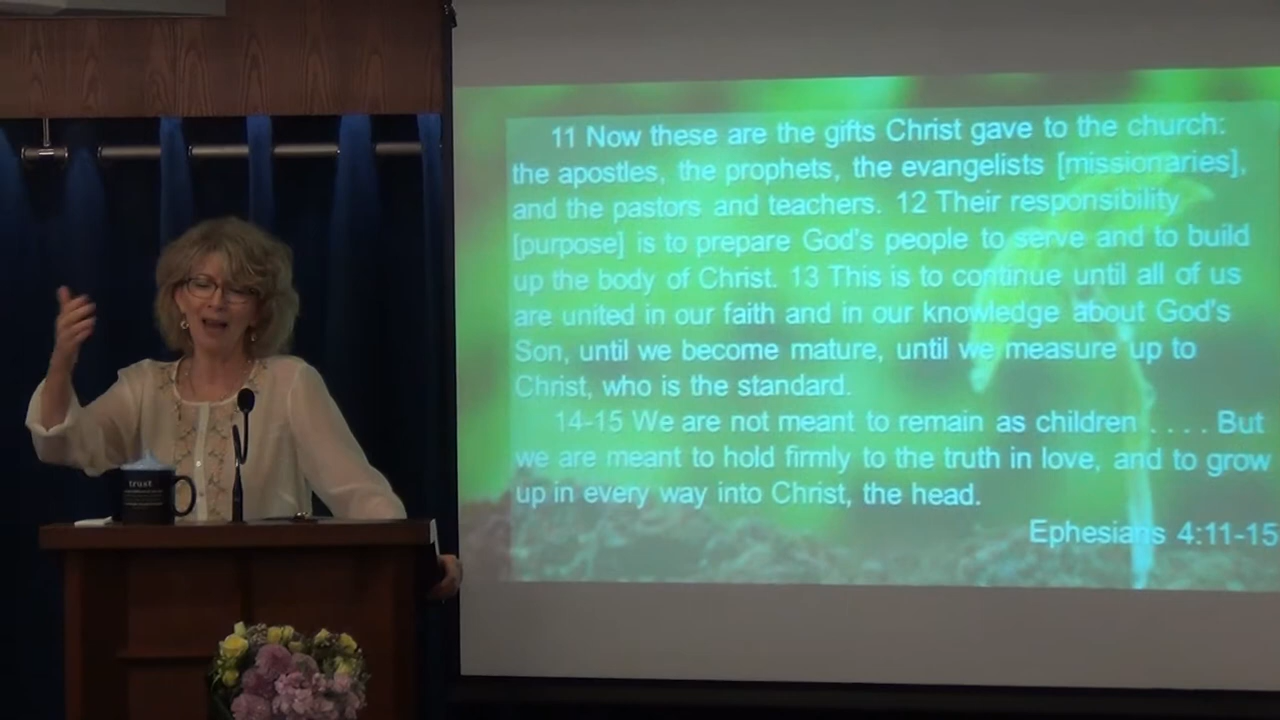 11 Now these are the gifts Christ gave to the church:
the apostles, the prophets, the evangelists [missionaries],
and the pastors and teachers. 12 Their responsibility
[purpose] is to prepare God's people to serve and to build
up the body of Christ. 13 This is to continue until all of us
are united in our faith and in our knowledge about God's
Son, until we become mature, until we measure up to
Christ, who is the standard.
14-15 We are not meant to remain as children . . . . But
we are meant to hold firmly to the truth in love, and to grow
up in every way into Christ, the head.
Ephesians 4:11-15
trust